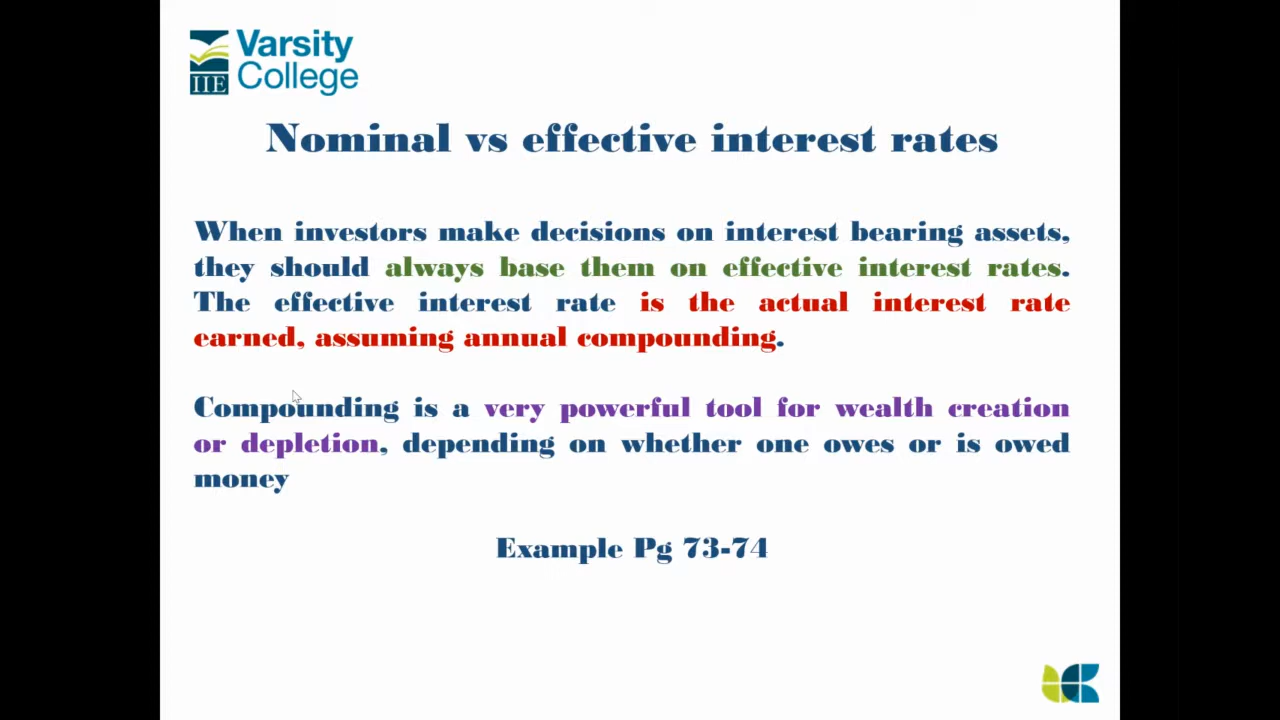 Varsity
College
IIE
Nominal vs effective interest rates
When investors make decisions on interest bearing assets,
they should always base them on effective interest rates.
The effective interest rate is the actual interest rate
earned, assuming annual compounding.
Compounding is a very powerful tool for wealth creation
or depletion, depending on whether one owes or is owed
money
Example Pg 73-74